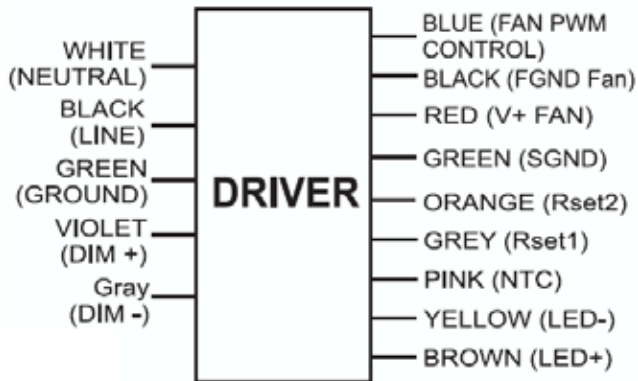 WHITE
(NEUTRAL)
BLACK
(LINE)
GREEN
(GROUND)
VIOLET
(DIM +)
Gray
(DIM -)
DRIVER
BLUE (FAN PWM
CONTROL)
BLACK (FGND Fan)
RED (V+ FAN)
GREEN (SGND)
ORANGE (Rset2)
GREY (Rset1)
PINK (NTC)
YELLOW (LED-)
BROWN (LED+)